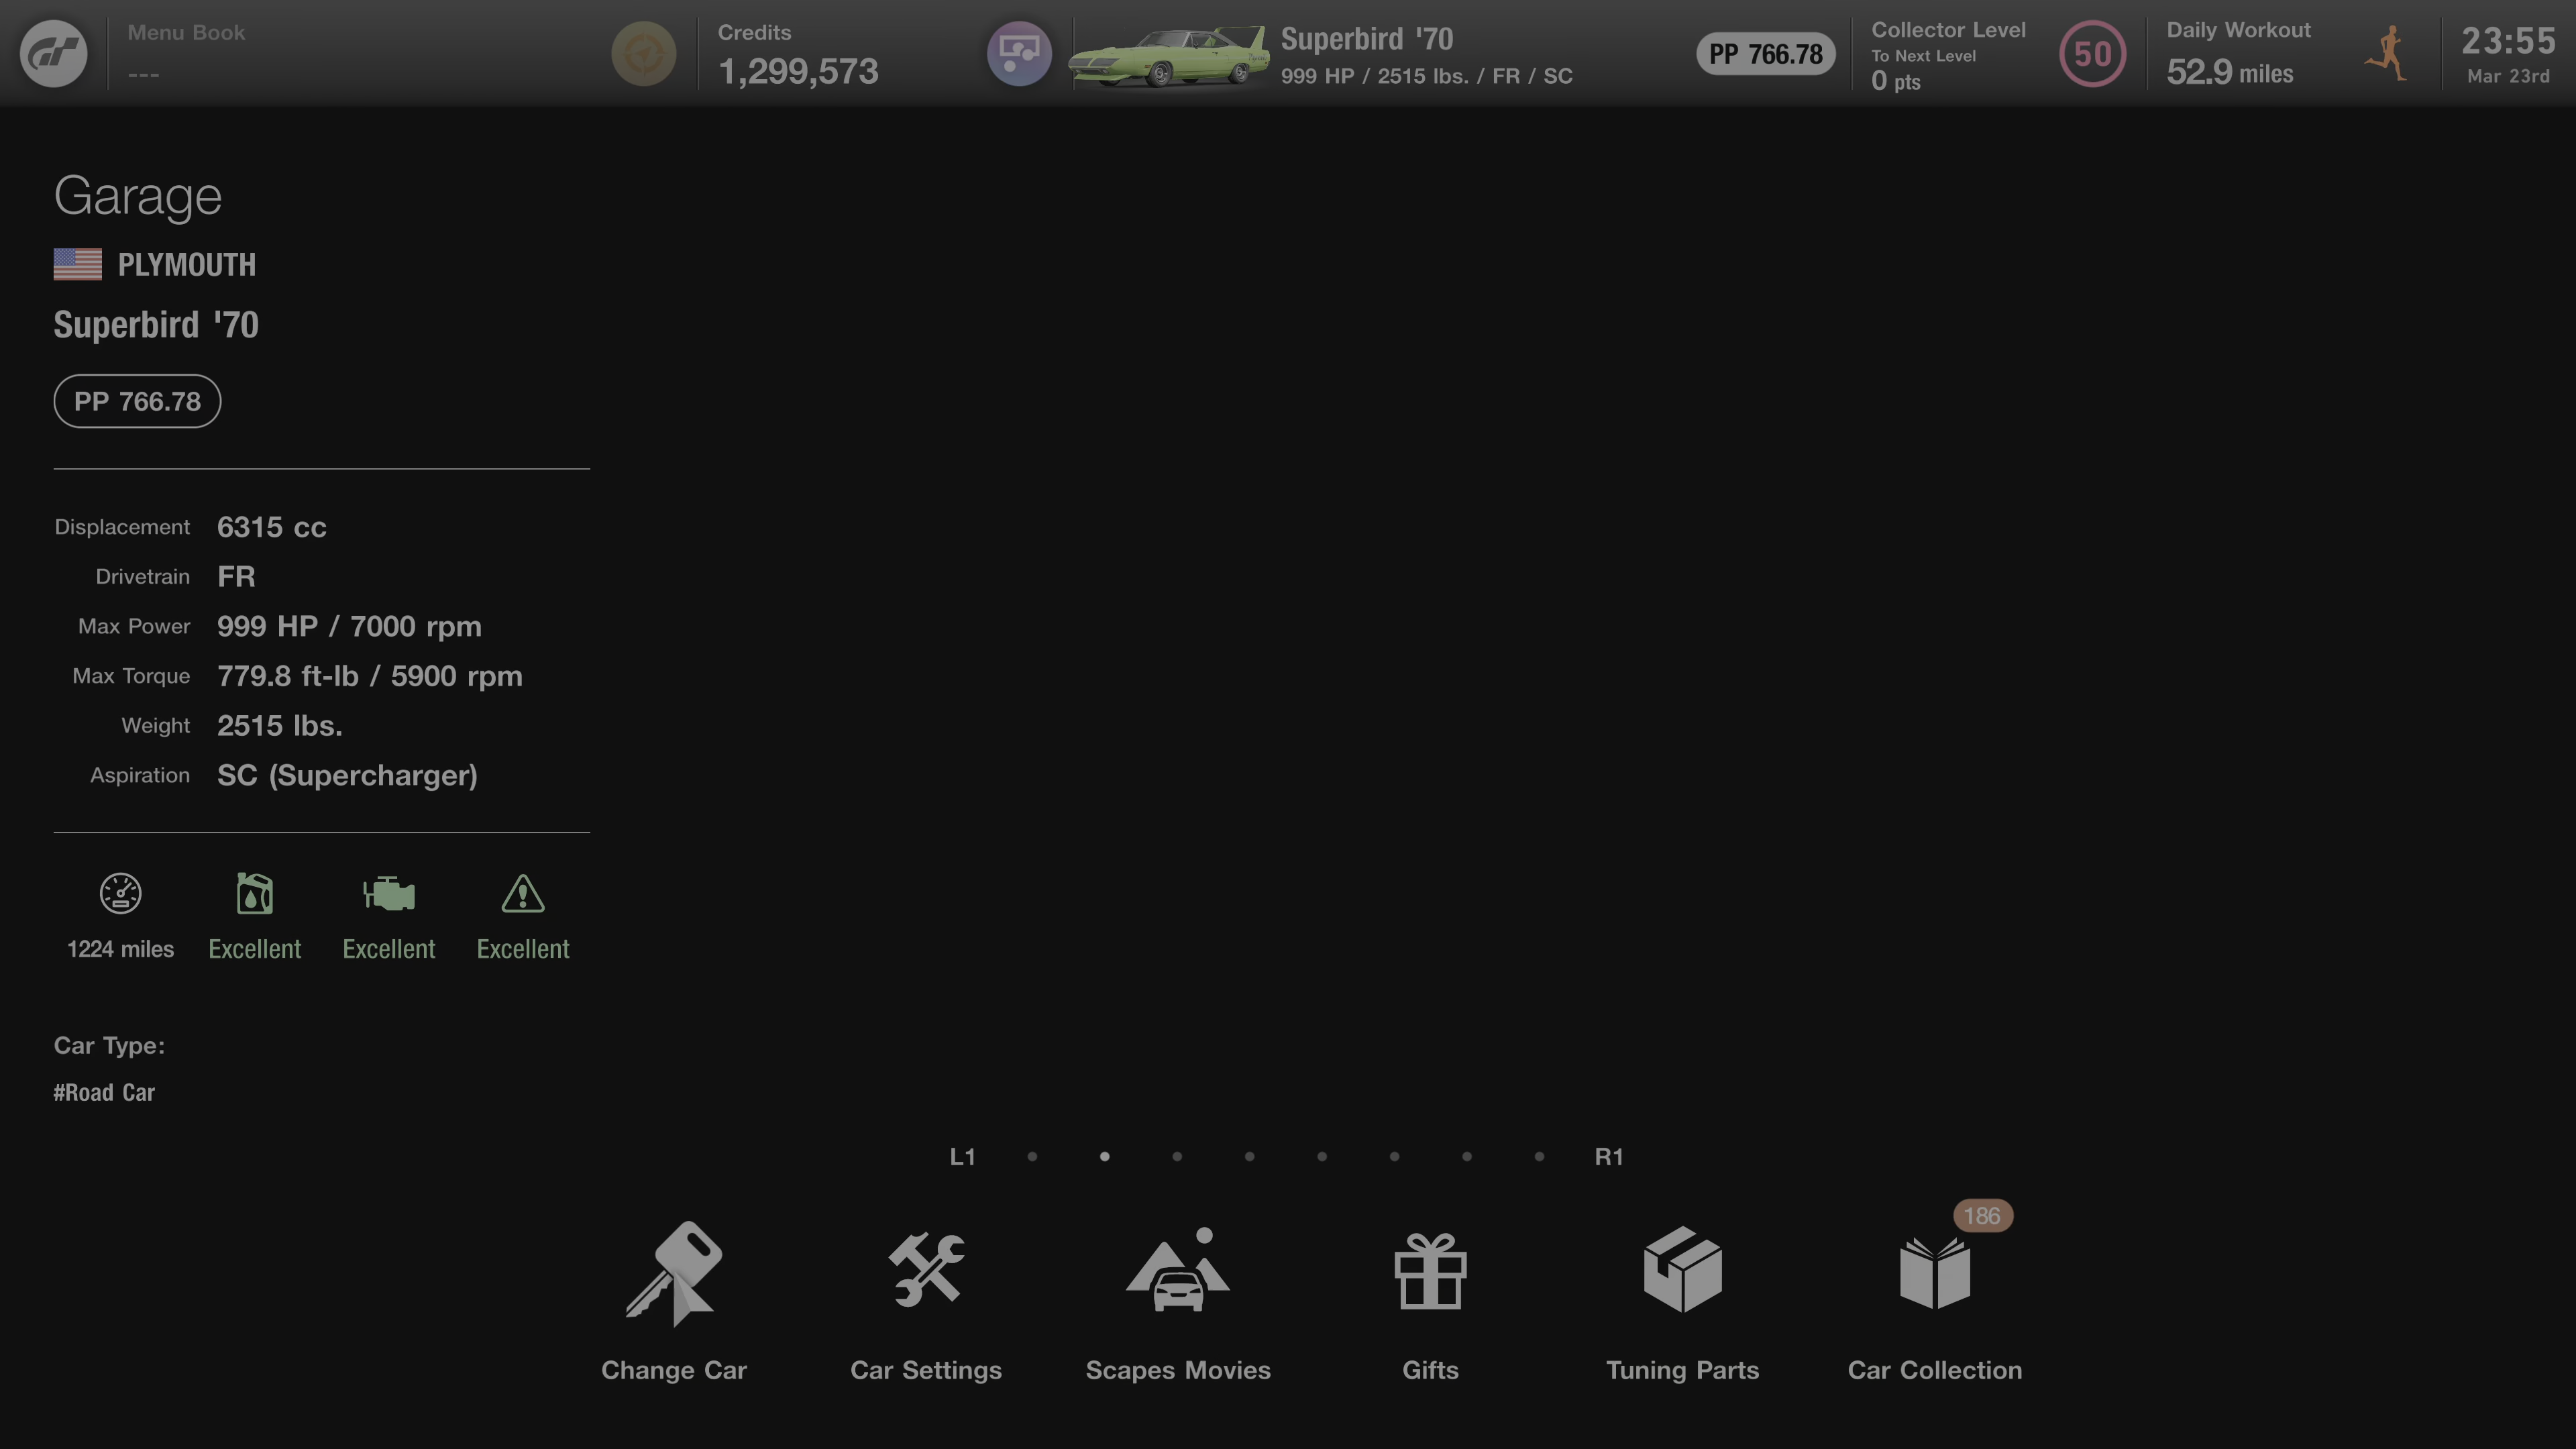 Menu Book
---
Credits
1,299,573
Superbird '70
999 HP / 2515 lbs. / FR / SC
PP 766.78
Collector Level
To Next Level
0 pts
50
Daily Workout
52.9 miles
23:55
Mar 23rd
Garage
PLYMOUTH
Superbird '70
PP 766.78
Displacement 6315 cc
Drivetrain FR
Max Power 999 HP / 7000 rpm
Max Torque 779.8 ft-lb / 5900 rpm
Weight 2515 lbs.
Aspiration SC (Supercharger)
1224 miles Excellent Excellent Excellent
Car Type:
#Road Car
L1 R1
186
Change Car Car Settings Scapes Movies Gifts Tuning Parts Car Collection